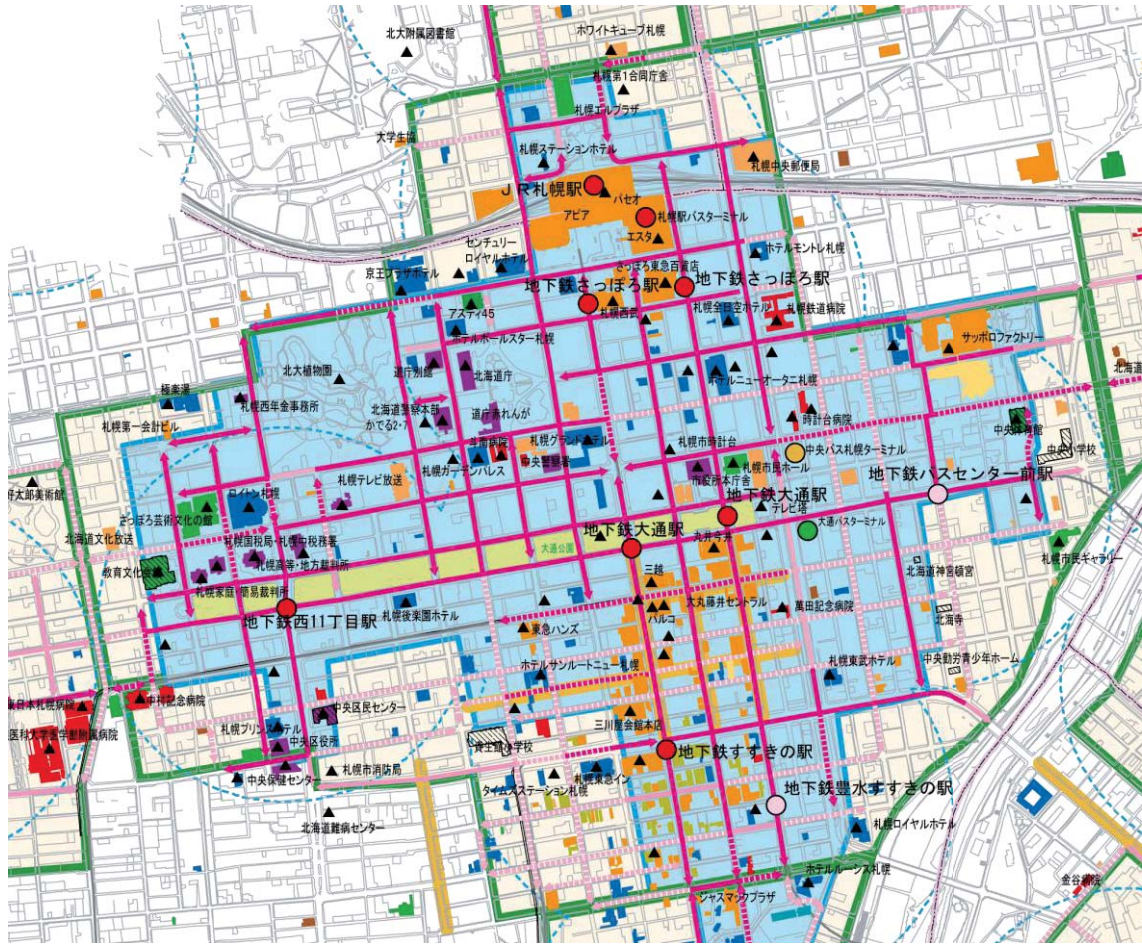 北大附属図書館
ホワイトキューブ札幌
札幌第1合同庁舎
札幌エルプラザ
大学生協
札幌ステーションホテル
札幌中央郵便局
JR札幌駅
パセオ
アピア
札幌駅バスターミナル
エスタ
センチュリー
ロイヤルホテル
ホテルモントレ札幌
京王プラザホテル
さっぽろ東急百貨店
地下鉄さっぽろ駅
地下鉄さっぽろ駅
アスティ45
札幌西武
札幌全日空ホテル
札幌鉄道病院
ホテルポールスター札幌
サッポロファクトリー
道庁別館
北海道庁
北大植物園
ホテルニューオータニ札幌
極楽湯
札幌西年金事務所
北海道警察本部
かでる2・7
道庁赤れんが
時計台病院
札幌第一会計ビル
斗南病院
札幌グランドホテル
中央体育館
札幌市時計台
中央バス札幌ターミナル
中央小学校
札幌ガーデンパレス
中央警察署
札幌市民ホール
市役所本庁舎
札幌テレビ放送
地下鉄バスセンター前駅
好太郎美術館
ロイトン札幌
地下鉄大通駅
さっぽろ芸術文化の館
テレビ塔
北海道文化放送
地下鉄大通駅
大通バスターミナル
札幌国税局・札幌中税務署
丸井今井
大通公園
札幌市民ギャラリー
教育文化会館
札幌高等・地方裁判所
三越
北海道神宮頓宮
札幌家庭・簡易裁判所
札幌後楽園ホテル
大丸藤井セントラル
萬田記念病院
パルコ
地下鉄西11丁目駅
北海寺
東急ハンズ
中央勤労青少年ホーム
ホテルサンルートニュー札幌
札幌東武ホテル
東日本札幌病院
中村記念病院
中央区民センター
三川屋会館本店
札幌プリンスホテル
医科大学医学部附属病院
資生館小学校
中央区役所
地下鉄すすきの駅
中央保健センター
札幌市消防局
札幌東急イン
タイムズステーション札幌
地下鉄豊水すすきの駅
北海道難病センター
札幌ロイヤルホテル
ホテルルーシス札幌
金谷病院
ジャスマックプラザ